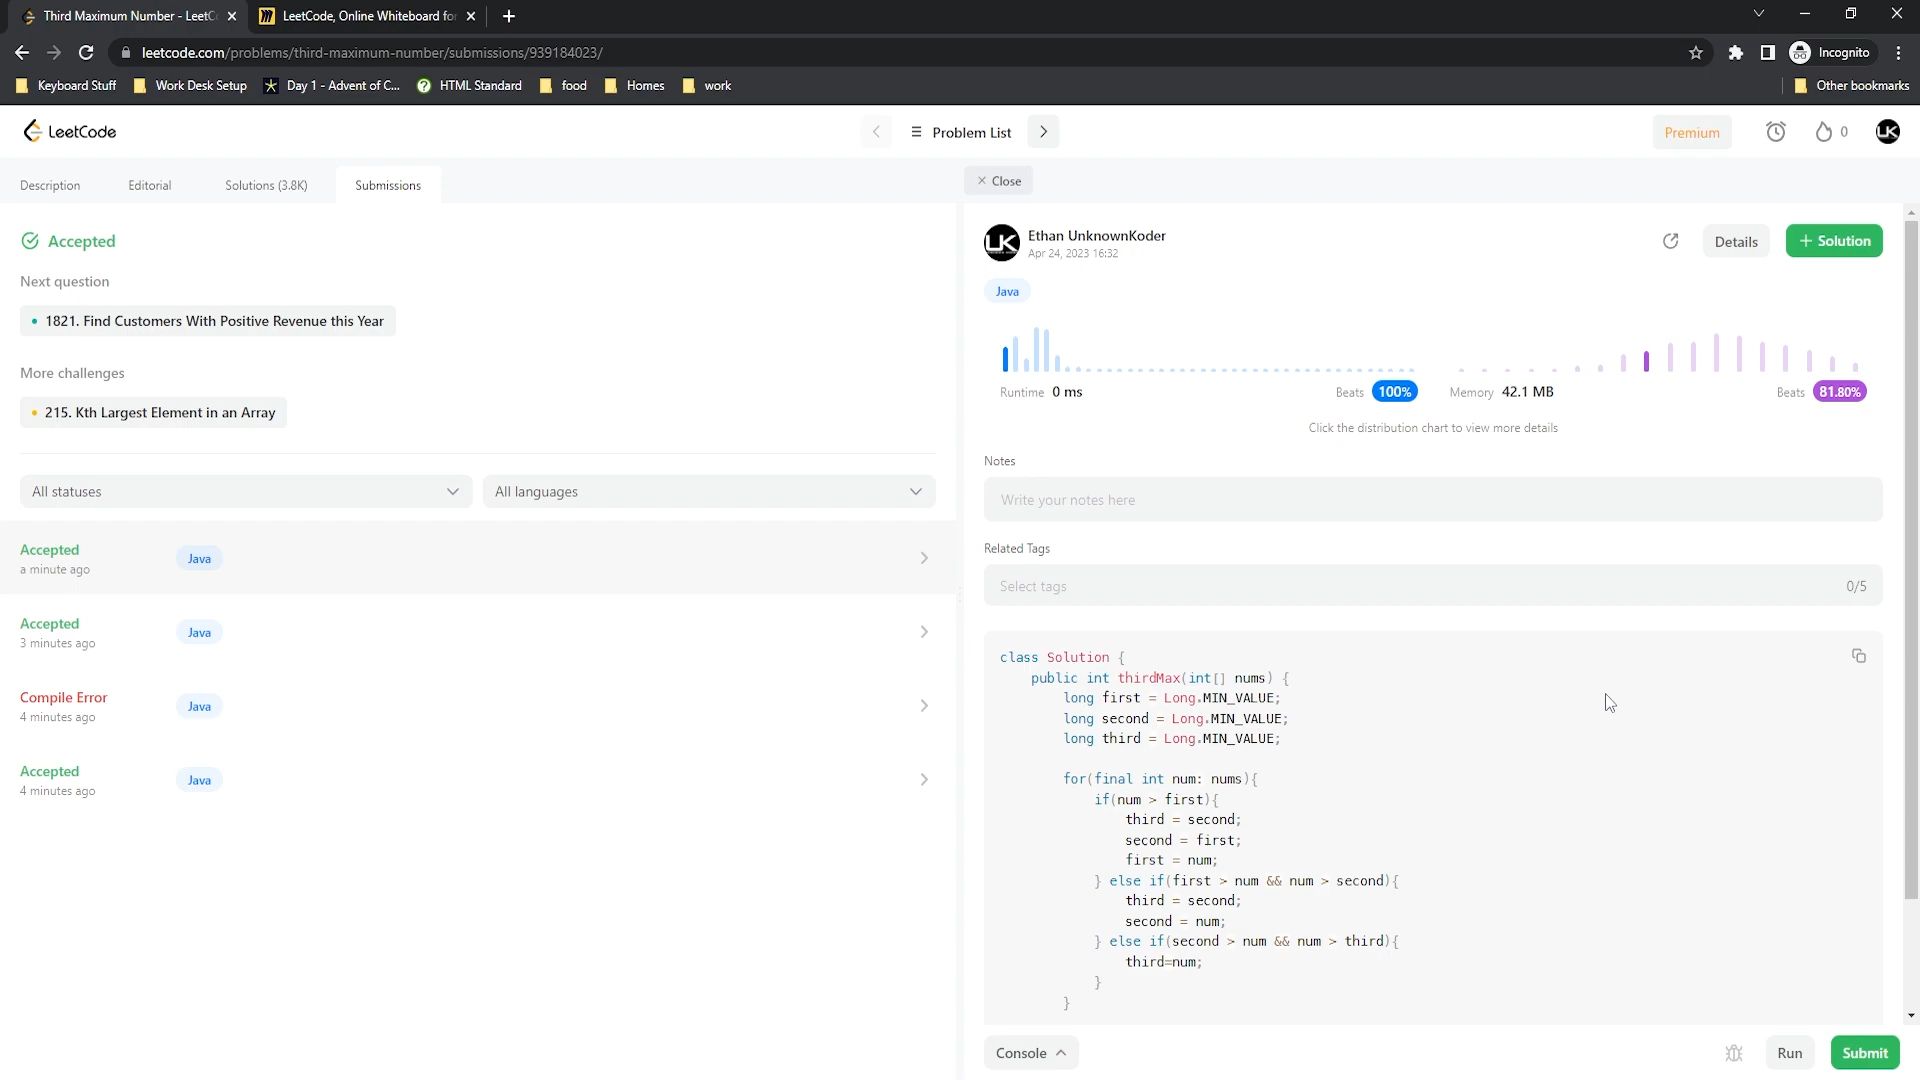 Third Maximum Number - LeetC
LeetCode, Online Whiteboard for
leetcode.com/problems/third-maximum-number/submissions/939184023/
Incognito
Keyboard Stuff
Work Desk Setup
Day 1 - Advent of C...
HTML Standard
food
Homes
work
Other bookmarks
LeetCode
Problem List
Premium
0
UK
Description
Editorial
Solutions (3.8K)
Submissions
Close
Accepted
Next question
1821. Find Customers With Positive Revenue this Year
More challenges
215. Kth Largest Element in an Array
All statuses
All languages
Accepted
a minute ago
Java
Accepted
3 minutes ago
Java
Compile Error
4 minutes ago
Java
Accepted
4 minutes ago
Java
UK
Ethan UnknownKoder
Apr 24, 2023 16:32
Details
+ Solution
Java
Runtime 0 ms
Beats 100%
Memory 42.1 MB
Beats 81.80%
Click the distribution chart to view more details
Notes
Write your notes here
Related Tags
Select tags
0/5
class Solution {
public int thirdMax(int[] nums) {
long first = Long.MIN_VALUE;
long second = Long.MIN_VALUE;
long third = Long.MIN_VALUE;
for(final int num: nums){
if(num > first){
third = second;
second = first;
first = num;
} else if(first > num && num > second){
third = second;
second = num;
} else if(second > num && num > third){
third=num;
}
}
Console
Run
Submit